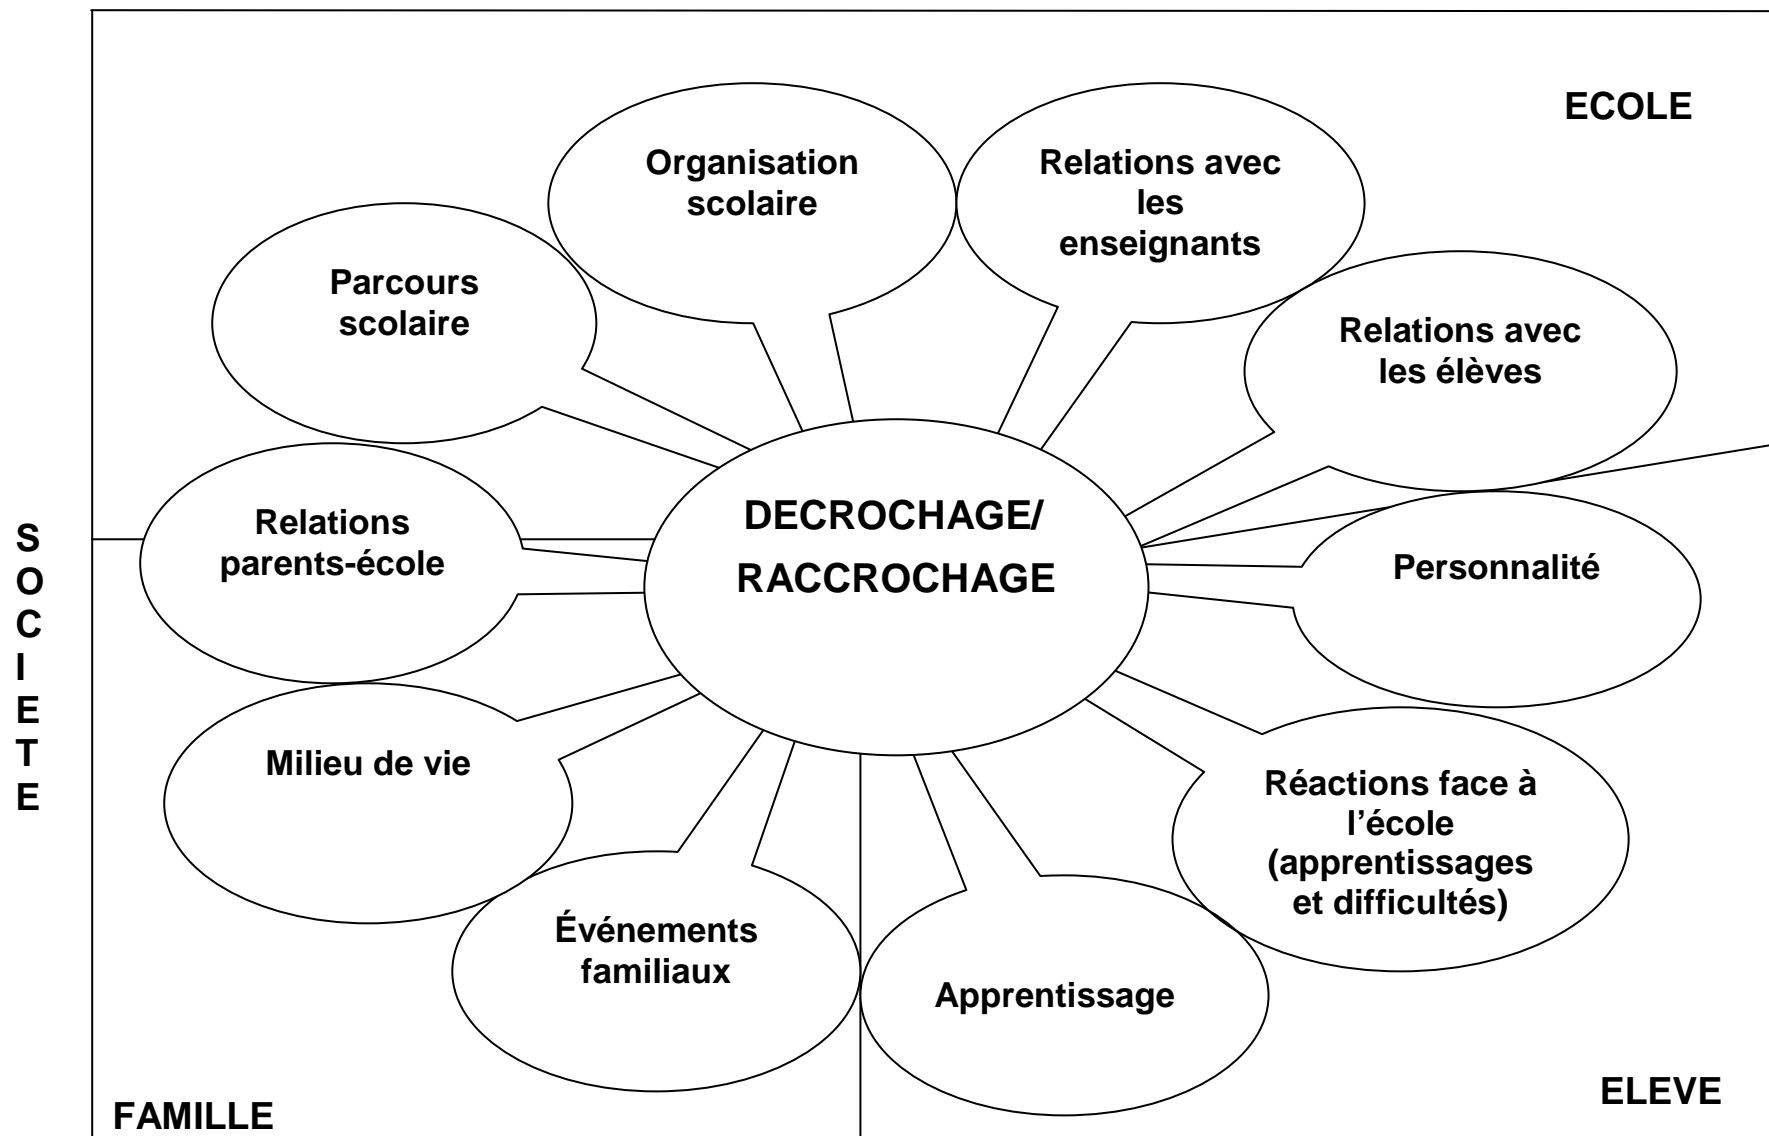 ECOLE
Organisation
scolaire
Relations avec
les
enseignants
Parcours
scolaire
Relations avec
les élèves
DECROCHAGE/
RACCROCHAGE
Relations
parents-école
Personnalité
S
O
C
I
E
T
E
Milieu de vie
Réactions face à
l’école
(apprentissages
et difficultés)
Événements
familiaux
Apprentissage
FAMILLE
ELEVE